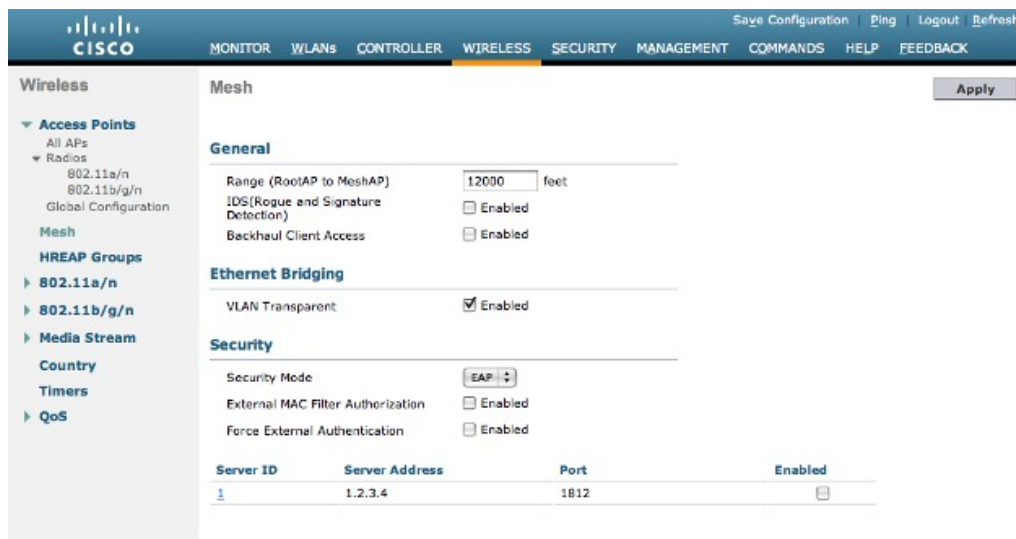 Save Configuration | Ping | Logout | Refresh
CISCO
MONITOR WLANs CONTROLLER WIRELESS SECURITY MANAGEMENT COMMANDS HELP FEEDBACK
Wireless
Access Points
All APs
Radios
802.11a/n
802.11b/g/n
Global Configuration
Mesh
HREAP Groups
802.11a/n
802.11b/g/n
Media Stream
Country
Timers
QoS
Mesh
Apply
General
Range (RootAP to MeshAP) 12000 feet
IDS(Rogue and Signature
Detection) Enabled
Backhaul Client Access Enabled
Ethernet Bridging
VLAN Transparent Enabled
Security
Security Mode EAP
External MAC Filter Authorization Enabled
Force External Authentication Enabled
Server ID Server Address Port Enabled
1 1.2.3.4 1812